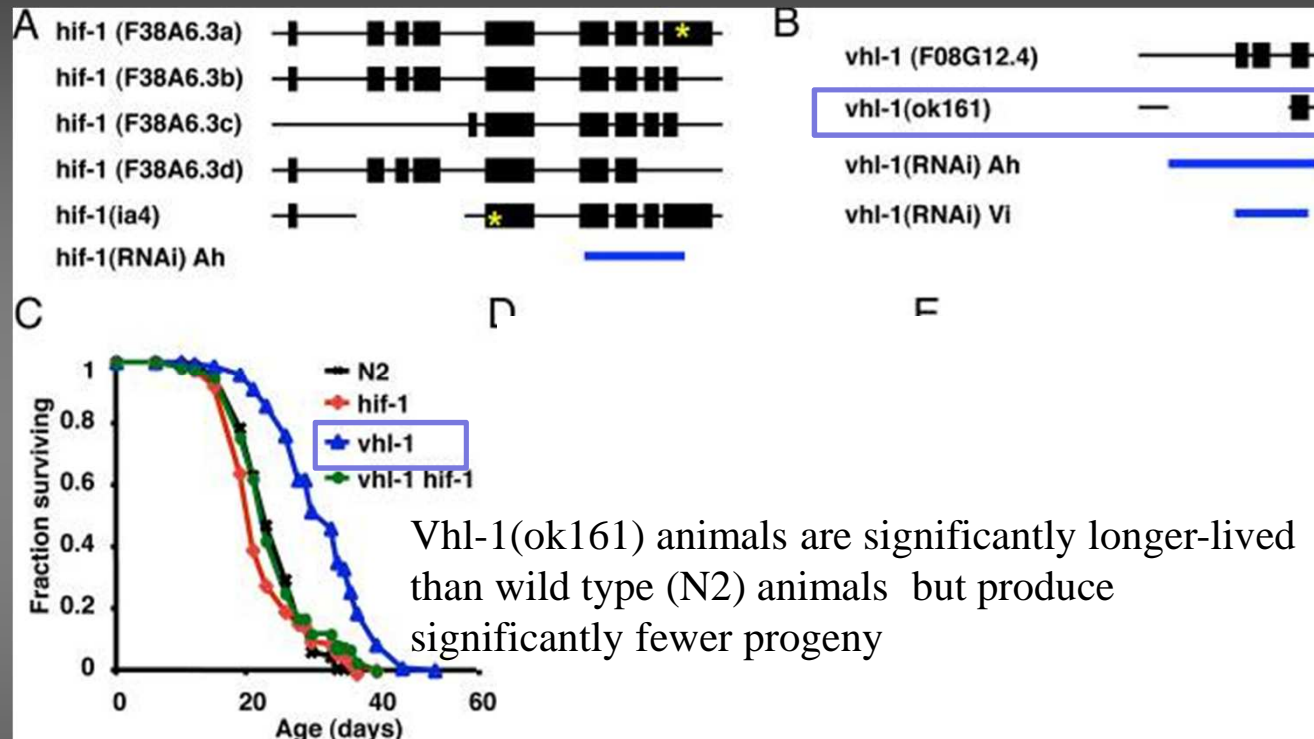 A
hif-1 (F38A6.3a)
*
hif-1 (F38A6.3b)
hif-1 (F38A6.3c)
hif-1 (F38A6.3d)
hif-1(ia4)
*
hif-1(RNAi) Ah
B
vhl-1 (F08G12.4)
vhl-1(ok161)
vhl-1(RNAi) Ah
vhl-1(RNAi) Vi
C
Fraction surviving
1
0.8
0.6
0.4
0.2
0
0 20 40 60
Age (days)
N2
hif-1
vhl-1
vhl-1 hif-1
D
Vhl-1(ok161) animals are significantly longer-lived
than wild type (N2) animals but produce
significantly fewer progeny